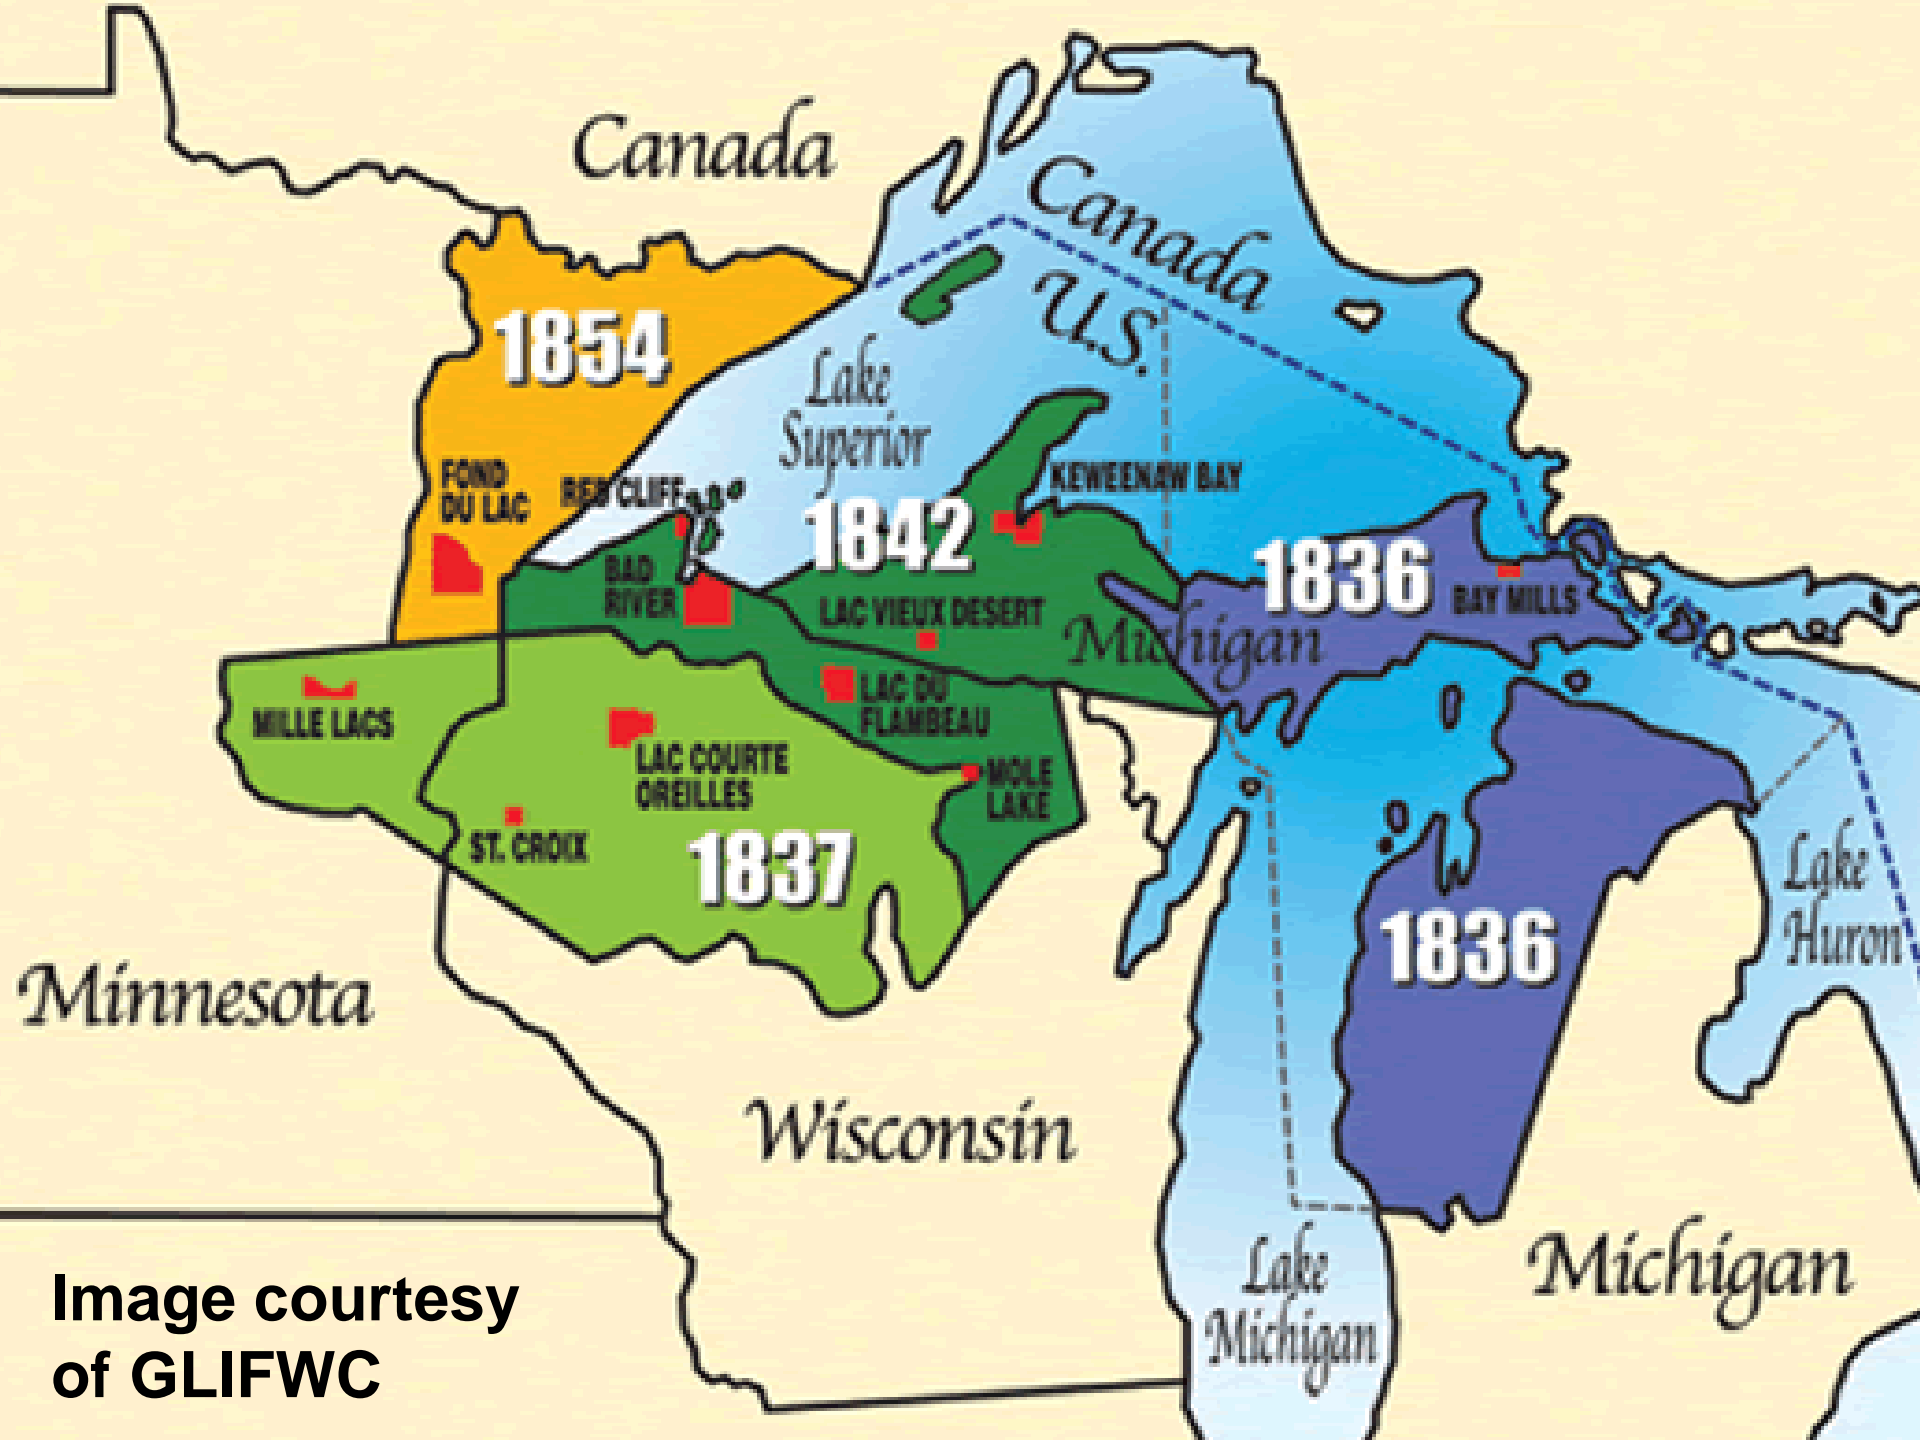 Canada
Canada
U.S.
1854
Lake
Superior
FOND
DU LAC
RED CLIFF
KEWEENAW BAY
1842
1836
BAD
RIVER
BAY MILLS
LAC VIEUX DESERT
Michigan
MILLE LACS
LAC DU
FLAMBEAU
LAC COURTE
OREILLES
MOLE
LAKE
ST. CROIX
1837
Lake
Huron
1836
Minnesota
Wisconsin
Lake
Michigan
Michigan
Image courtesy
of GLIFWC